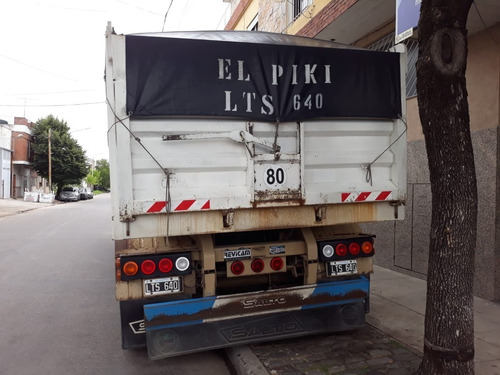 EL PIKI
LTS 640
80
REVICAM
LTS 640
LTS 640
SALTO
SALTO